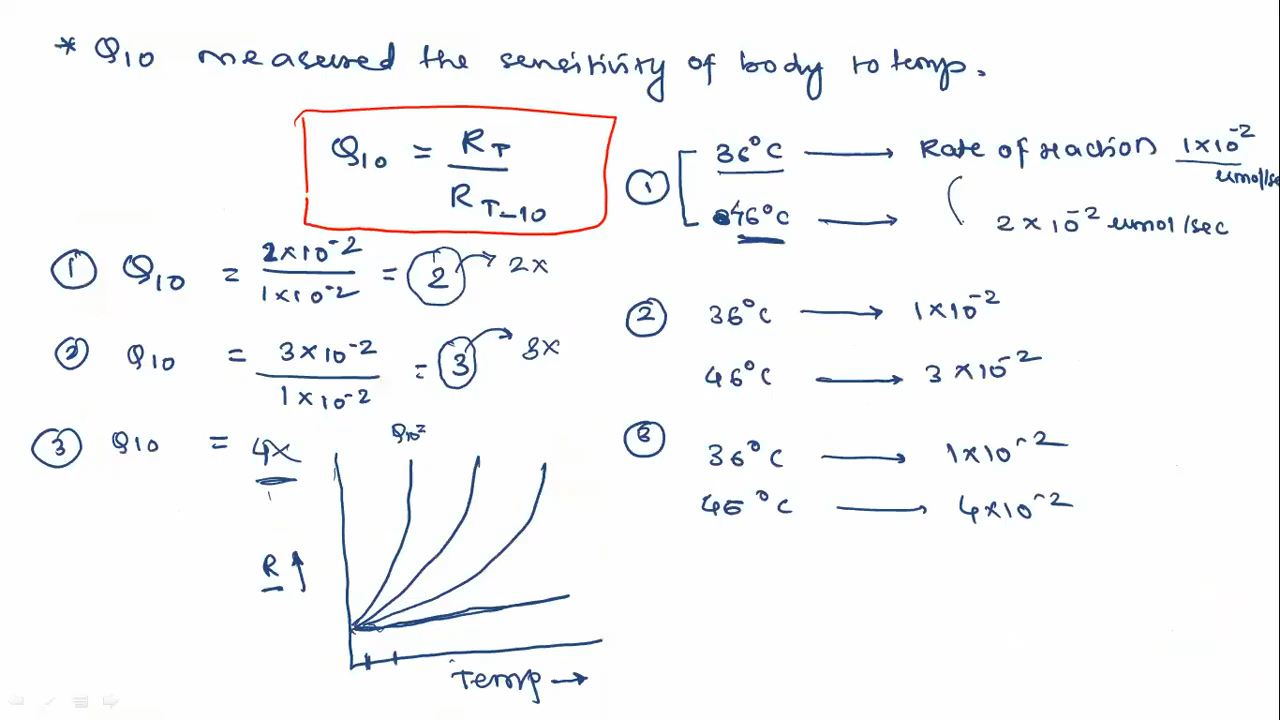 * Q10 measured the sensitivity of body to temp.
Q10 = RT / RT-10
① 36°C → Rate of reaction 1×10^-2 umol/se
46°C → 2×10^-2 umol/sec
① Q10 = 2×10^-2 / 1×10^-2 = 2 → 2x
② 36°C → 1×10^-2
46°C → 3×10^-2
② Q10 = 3×10^-2 / 1×10^-2 = 3 → 3x
③ Q10 = 4x
③ 36°C → 1×10^-2
46°C → 4×10^-2
R ↑
Temp →